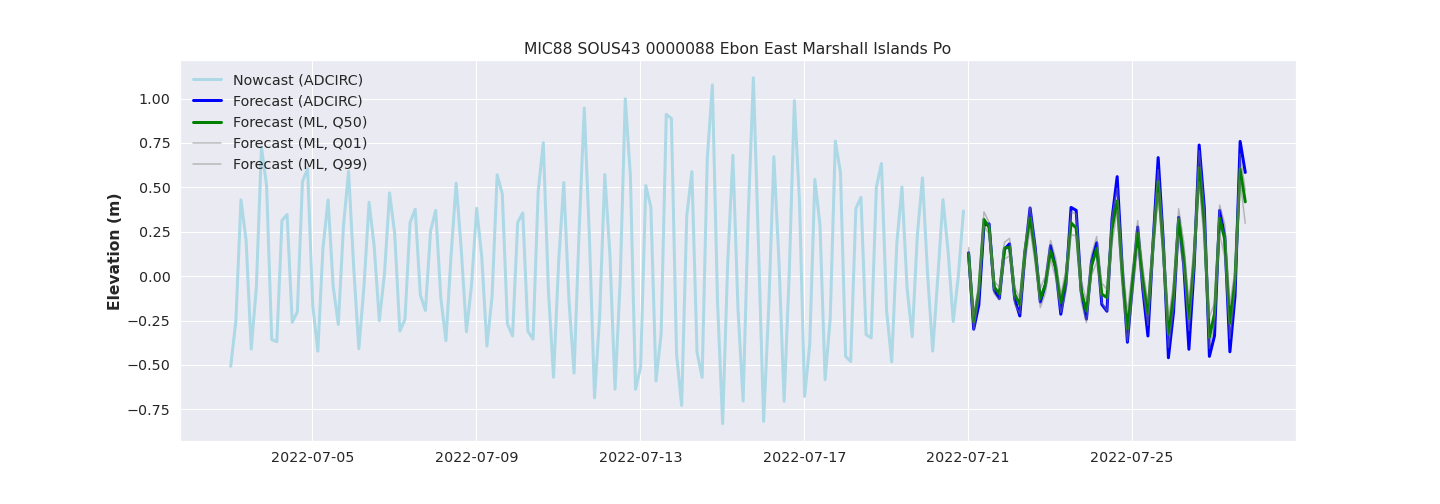 MIC88 SOUS43 0000088 Ebon East Marshall Islands Po
Nowcast (ADCIRC)
Forecast (ADCIRC)
Forecast (ML, Q50)
Forecast (ML, Q01)
Forecast (ML, Q99)
Elevation (m)
1.00
0.75
0.50
0.25
0.00
−0.25
−0.50
−0.75
2022-07-05
2022-07-09
2022-07-13
2022-07-17
2022-07-21
2022-07-25